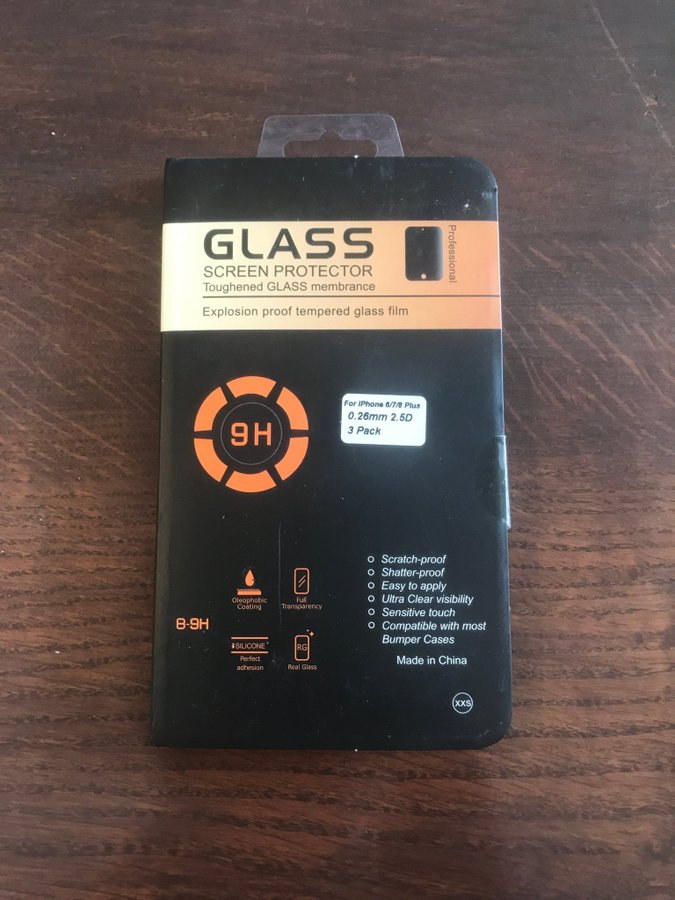 GLASS
SCREEN PROTECTOR
Toughened GLASS membrance
Explosion proof tempered glass film
Professional
9H
For iPhone 6/7/8 Plus
0.26mm 2.5D
3 Pack
Scratch-proof
Shatter-proof
Easy to apply
Ultra Clear visibility
Sensitive touch
Compatible with most
Bumper Cases
Made in China
8-9H
Oleophobic
Coating
Full
Transparency
SILICONE
Perfect
adhesion
RG
Real Glass
XXS